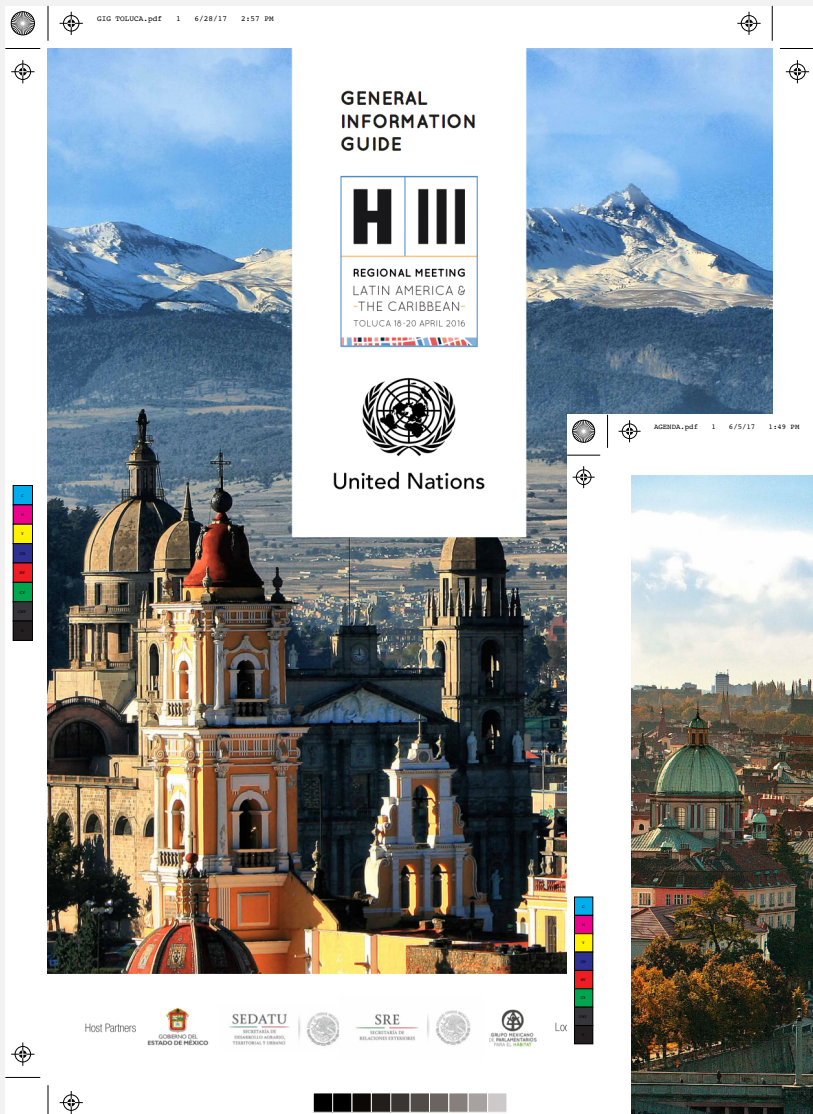 GIG TOLUCA.pdf 1 6/28/17 2:57 PM
GENERAL
INFORMATION
GUIDE
H III
REGIONAL MEETING
LATIN AMERICA &
-THE CARIBBEAN-
TOLUCA 18-20 APRIL 2016
United Nations
AGENDA.pdf 1 6/5/17 1:49 PM
Host Partners
GOBIERNO DEL
ESTADO DE MÉXICO
SEDATU
SECRETARÍA DE
DESARROLLO AGRARIO,
TERRITORIAL Y URBANO
SRE
SECRETARÍA DE
RELACIONES EXTERIORES
GRUPO MEXICANO
DE PARLAMENTARIOS
PARA EL HÁBITAT
Loc